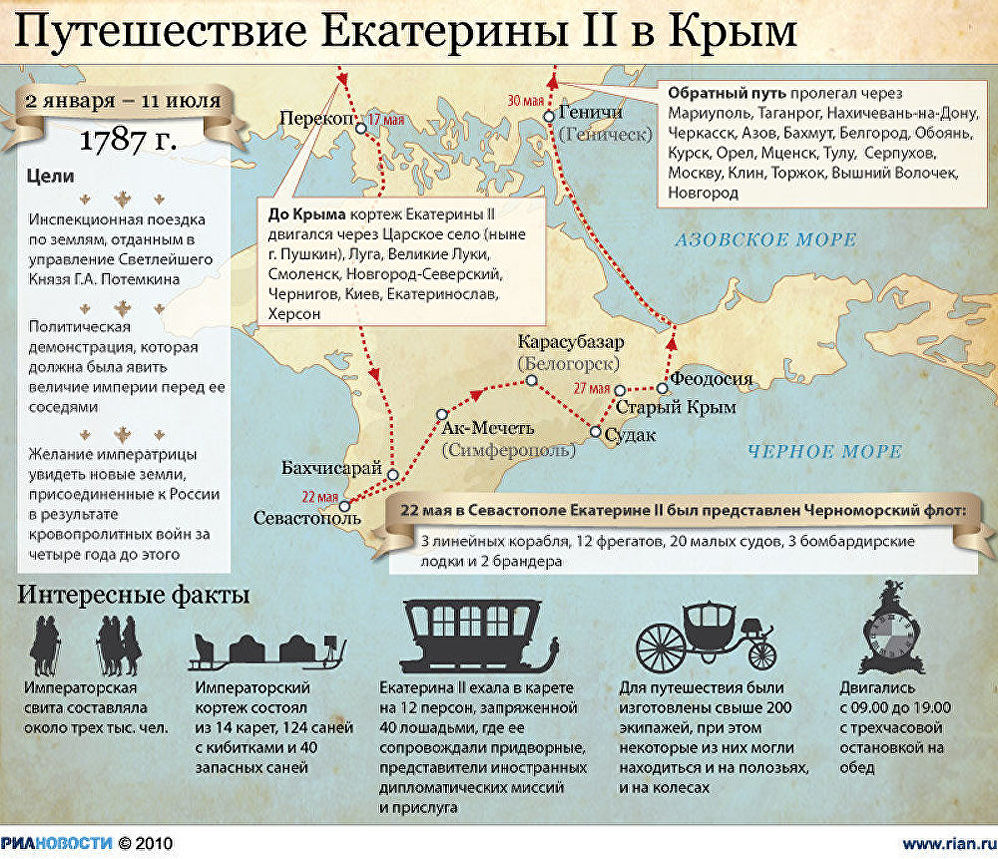 Путешествие Екатерины II в Крым
2 января – 11 июля
1787 г.
Цели
Инспекционная поездка
по землям, отданным в
управление Светлейшего
Князя Г.А. Потемкина
Политическая
демонстрация, которая
должна была явить
величие империи перед ее
соседями
Желание императрицы
увидеть новые земли,
присоединенные к России
в результате
кровопролитных войн за
четыре года до этого
Перекоп
17 мая
30 мая
Геничи
(Геническ)
Обратный путь пролегал через
Мариуполь, Таганрог, Нахичевань-на-Дону,
Черкасск, Азов, Бахмут, Белгород, Обоянь,
Курск, Орел, Мценск, Тулу, Серпухов,
Москву, Клин, Торжок, Вышний Волочек,
Новгород
До Крыма кортеж Екатерины II
двигался через Царское село (ныне
г. Пушкин), Луга, Великие Луки,
Смоленск, Новгород-Северский,
Чернигов, Киев, Екатеринослав,
Херсон
АЗОВСКОЕ МОРЕ
Карасубазар
(Белогорск)
27 мая
Феодосия
Старый Крым
Судак
Ак-Мечеть
(Симферополь)
ЧЕРНОЕ МОРЕ
Бахчисарай
22 мая
Севастополь
22 мая в Севастополе Екатерине II был представлен Черноморский флот:
3 линейных корабля, 12 фрегатов, 20 малых судов, 3 бомбардирские
лодки и 2 брандера
Интересные факты
Императорская
свита составляла
около трех тыс. чел.
Императорский
кортеж состоял
из 14 карет, 124 саней
с кибитками и 40
запасных саней
Екатерина II ехала в карете
на 12 персон, запряженной
40 лошадьми, где ее
сопровождали придворные,
представители иностранных
дипломатических миссий
и прислуга
Для путешествия были
изготовлены свыше 200
экипажей, при этом
некоторые из них могли
находиться и на полозьях,
и на колесах
Двигались
с 09.00 до 19.00
с трехчасовой
остановкой на
обед
РИАНОВОСТИ © 2010
www.rian.ru